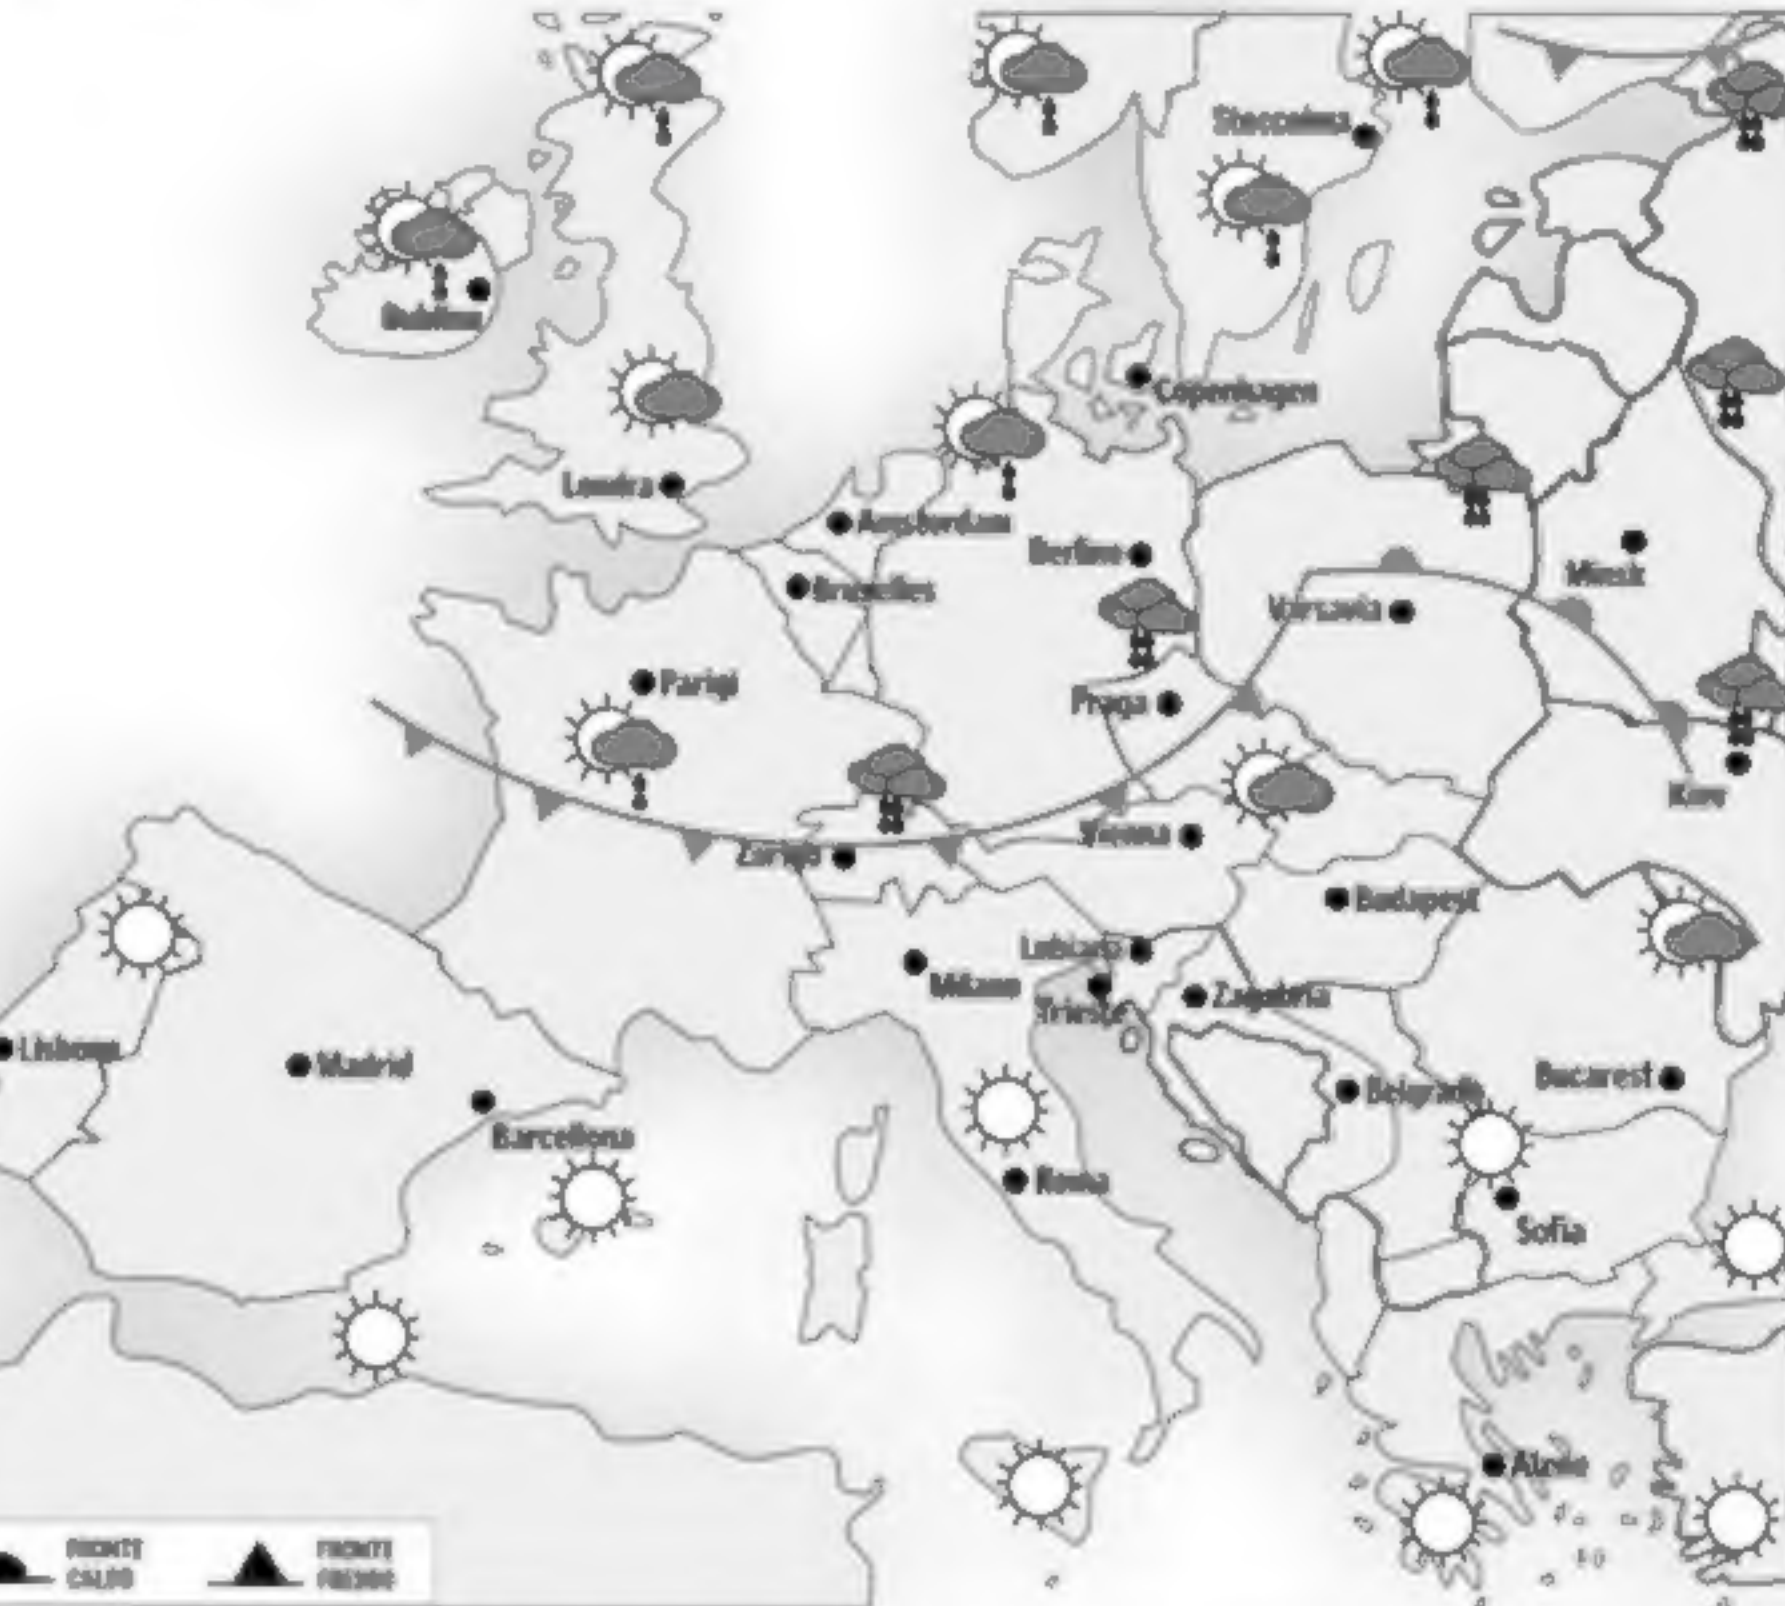 Stoccolma
Dublino
Copenhagen
Londra
Amsterdam
Berlino
Bruxelles
Minsk
Varsavia
Parigi
Praga
Kiev
Vienna
Zurigo
Budapest
Lubiana
Milano
Trieste
Zagabria
Lisbona
Madrid
Belgrado
Bucarest
Barcellona
Roma
Sofia
Atene
FRONTE
CALDO
FRONTE
FREDDO